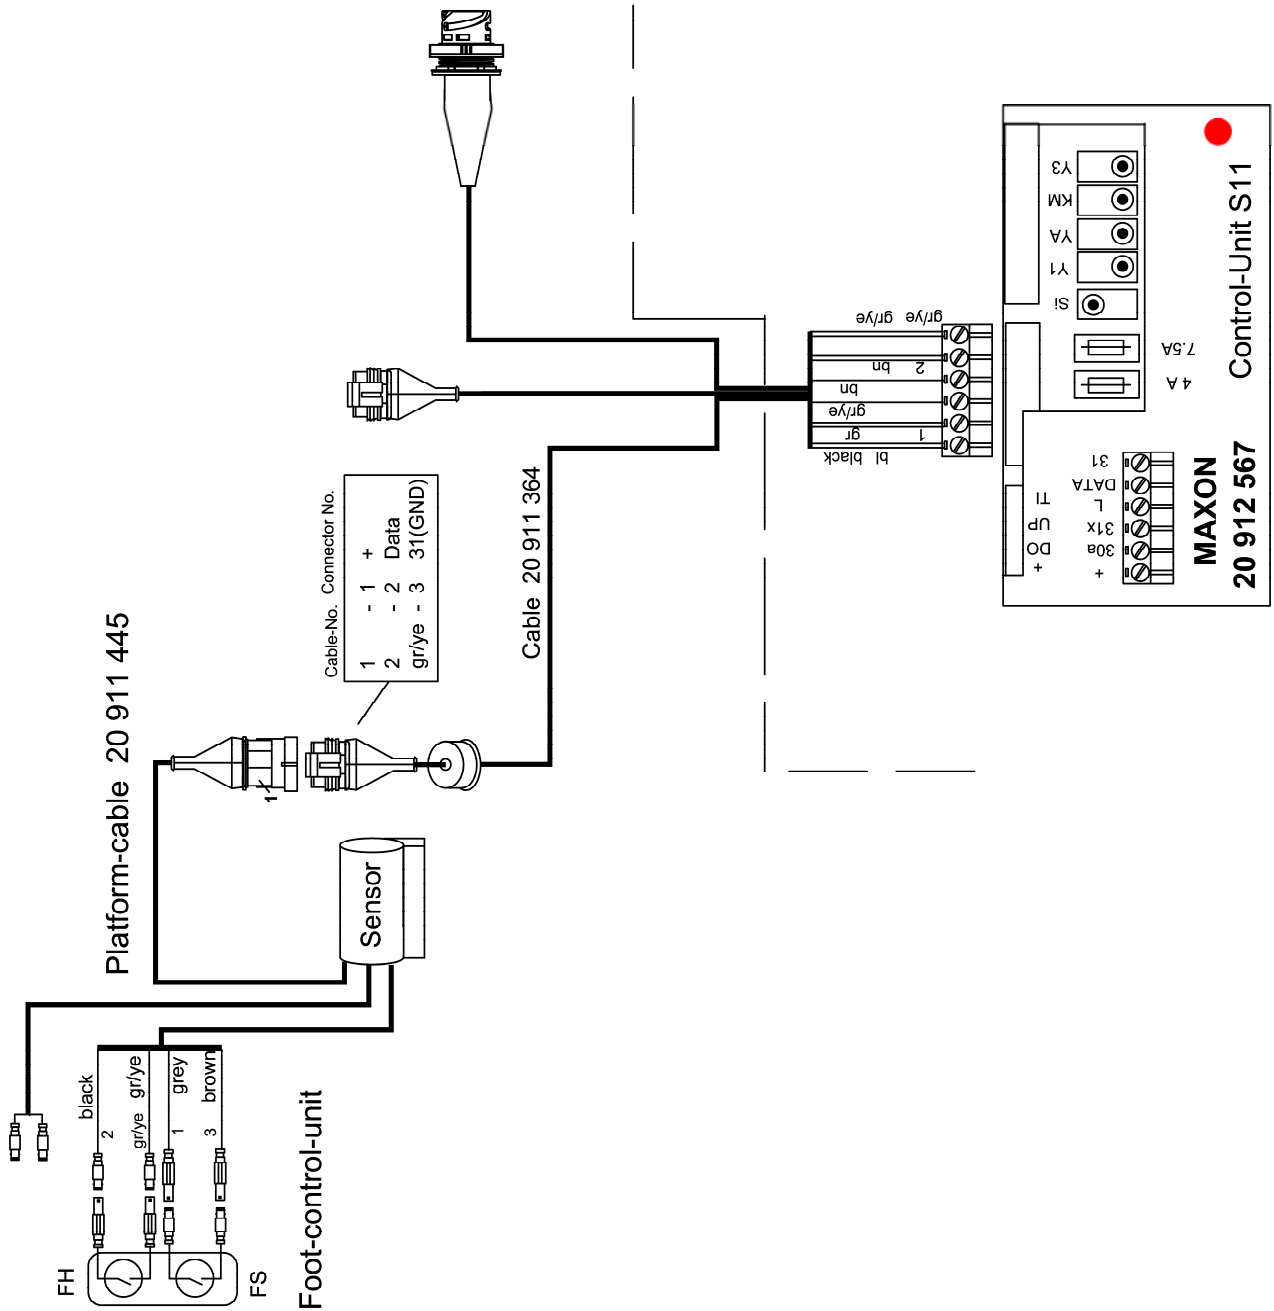 Platform-cable 20 911 445
Cable-No. Connector No.
1 - 1 +
2 - 2 Data
gr/ye - 3 31(GND)
Cable 20 911 364
1
Sensor
black
2
gr/ye gr/ye
grey
1
brown
3
FH
FS
Foot-control-unit
gr/ye gr/ye
bn 2
bn
gr/ye
gr 1
bl black
Y3
KM
YA
Y1
Si
7.5A
4 A
31
DATA
L
31x
30a
+
TI
UP
DO
+
MAXON
20 912 567
Control-Unit S11